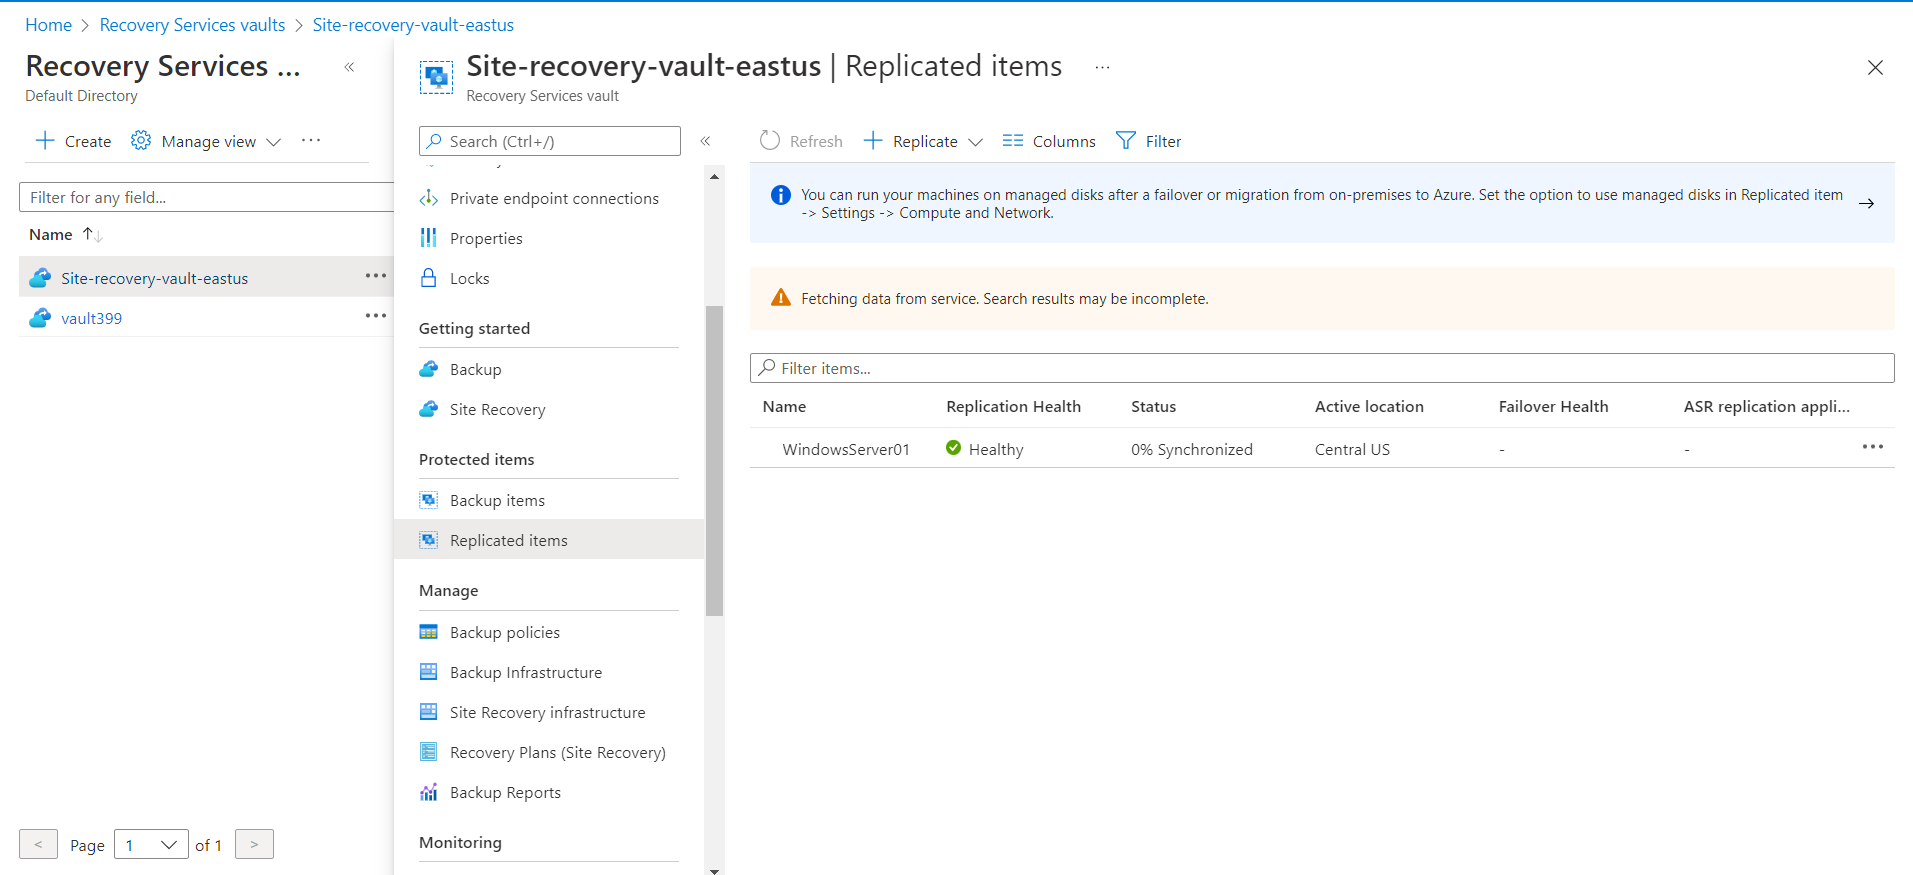 Home > Recovery Services vaults > Site-recovery-vault-eastus
Recovery Services ... «
Default Directory
Create Manage view ...
Filter for any field...
Name ↑↓
Site-recovery-vault-eastus ...
vault399 ...
< Page 1 of 1 >
Site-recovery-vault-eastus | Replicated items ...
Recovery Services vault
Search (Ctrl+/) «
Private endpoint connections
Properties
Locks
Getting started
Backup
Site Recovery
Protected items
Backup items
Replicated items
Manage
Backup policies
Backup Infrastructure
Site Recovery infrastructure
Recovery Plans (Site Recovery)
Backup Reports
Monitoring
Refresh Replicate Columns Filter
You can run your machines on managed disks after a failover or migration from on-premises to Azure. Set the option to use managed disks in Replicated item
-> Settings -> Compute and Network.
Fetching data from service. Search results may be incomplete.
Filter items...
Name Replication Health Status Active location Failover Health ASR replication appli...
WindowsServer01 Healthy 0% Synchronized Central US - - ...